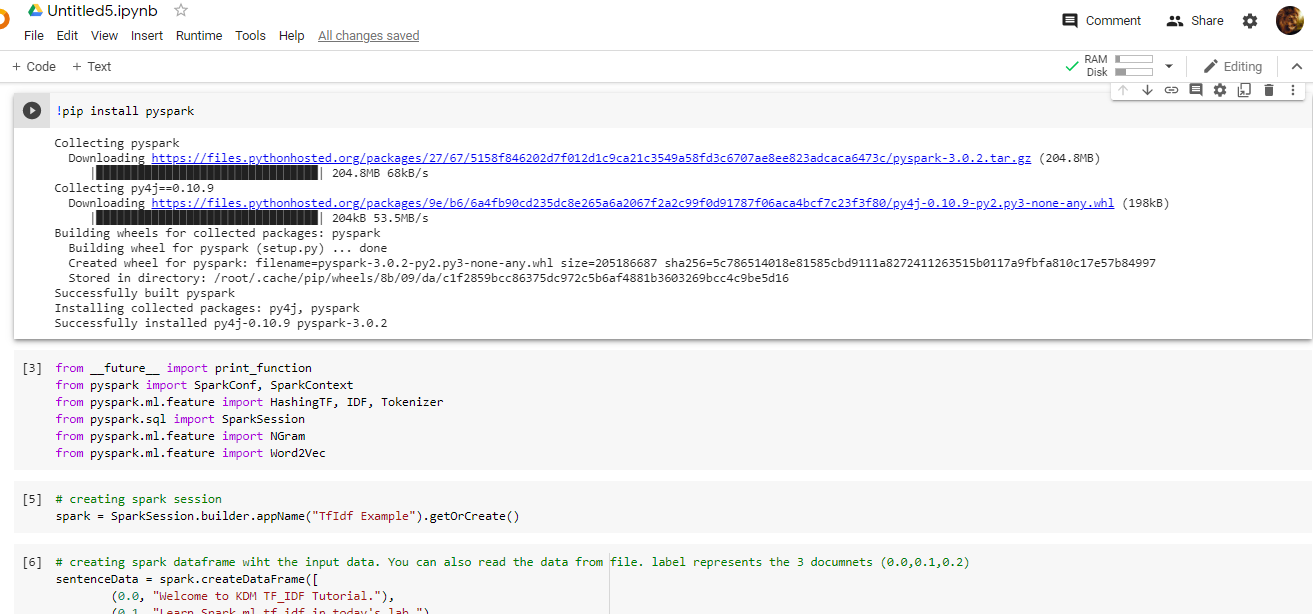 Untitled5.ipynb
File Edit View Insert Runtime Tools Help All changes saved
Comment Share
+ Code + Text
RAM
Disk
Editing
!pip install pyspark
Collecting pyspark
Downloading https://files.pythonhosted.org/packages/27/67/5158f846202d7f012d1c9ca21c3549a58fd3c6707ae8ee823adcaca6473c/pyspark-3.0.2.tar.gz (204.8MB)
204.8MB 68kB/s
Collecting py4j==0.10.9
Downloading https://files.pythonhosted.org/packages/9e/b6/6a4fb90cd235dc8e265a6a2067f2a2c99f0d91787f06aca4bcf7c23f3f80/py4j-0.10.9-py2.py3-none-any.whl (198kB)
204kB 53.5MB/s
Building wheels for collected packages: pyspark
Building wheel for pyspark (setup.py) ... done
Created wheel for pyspark: filename=pyspark-3.0.2-py2.py3-none-any.whl size=205186687 sha256=5c786514018e81585cbd9111a8272411263515b0117a9fbfa810c17e57b84997
Stored in directory: /root/.cache/pip/wheels/8b/09/da/c1f2859bcc86375dc972c5b6af4881b3603269bcc4c9be5d16
Successfully built pyspark
Installing collected packages: py4j, pyspark
Successfully installed py4j-0.10.9 pyspark-3.0.2
[3] from __future__ import print_function
from pyspark import SparkConf, SparkContext
from pyspark.ml.feature import HashingTF, IDF, Tokenizer
from pyspark.sql import SparkSession
from pyspark.ml.feature import NGram
from pyspark.ml.feature import Word2Vec
[5] # creating spark session
spark = SparkSession.builder.appName("TfIdf Example").getOrCreate()
[6] # creating spark dataframe wiht the input data. You can also read the data from file. label represents the 3 documnets (0.0,0.1,0.2)
sentenceData = spark.createDataFrame([
(0.0, "Welcome to KDM TF_IDF Tutorial."),
(0.1, "Learn Spark ml tf_idf in today's lab.")